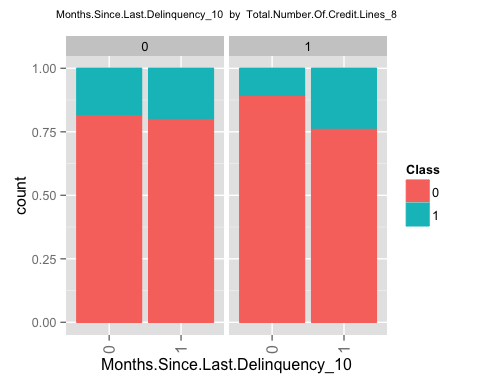 Months.Since.Last.Delinquency_10 by Total.Number.Of.Credit.Lines_8
0 1
1.00
0.75
0.50
0.25
0.00
count
0 1 0 1
Months.Since.Last.Delinquency_10
Class
0
1